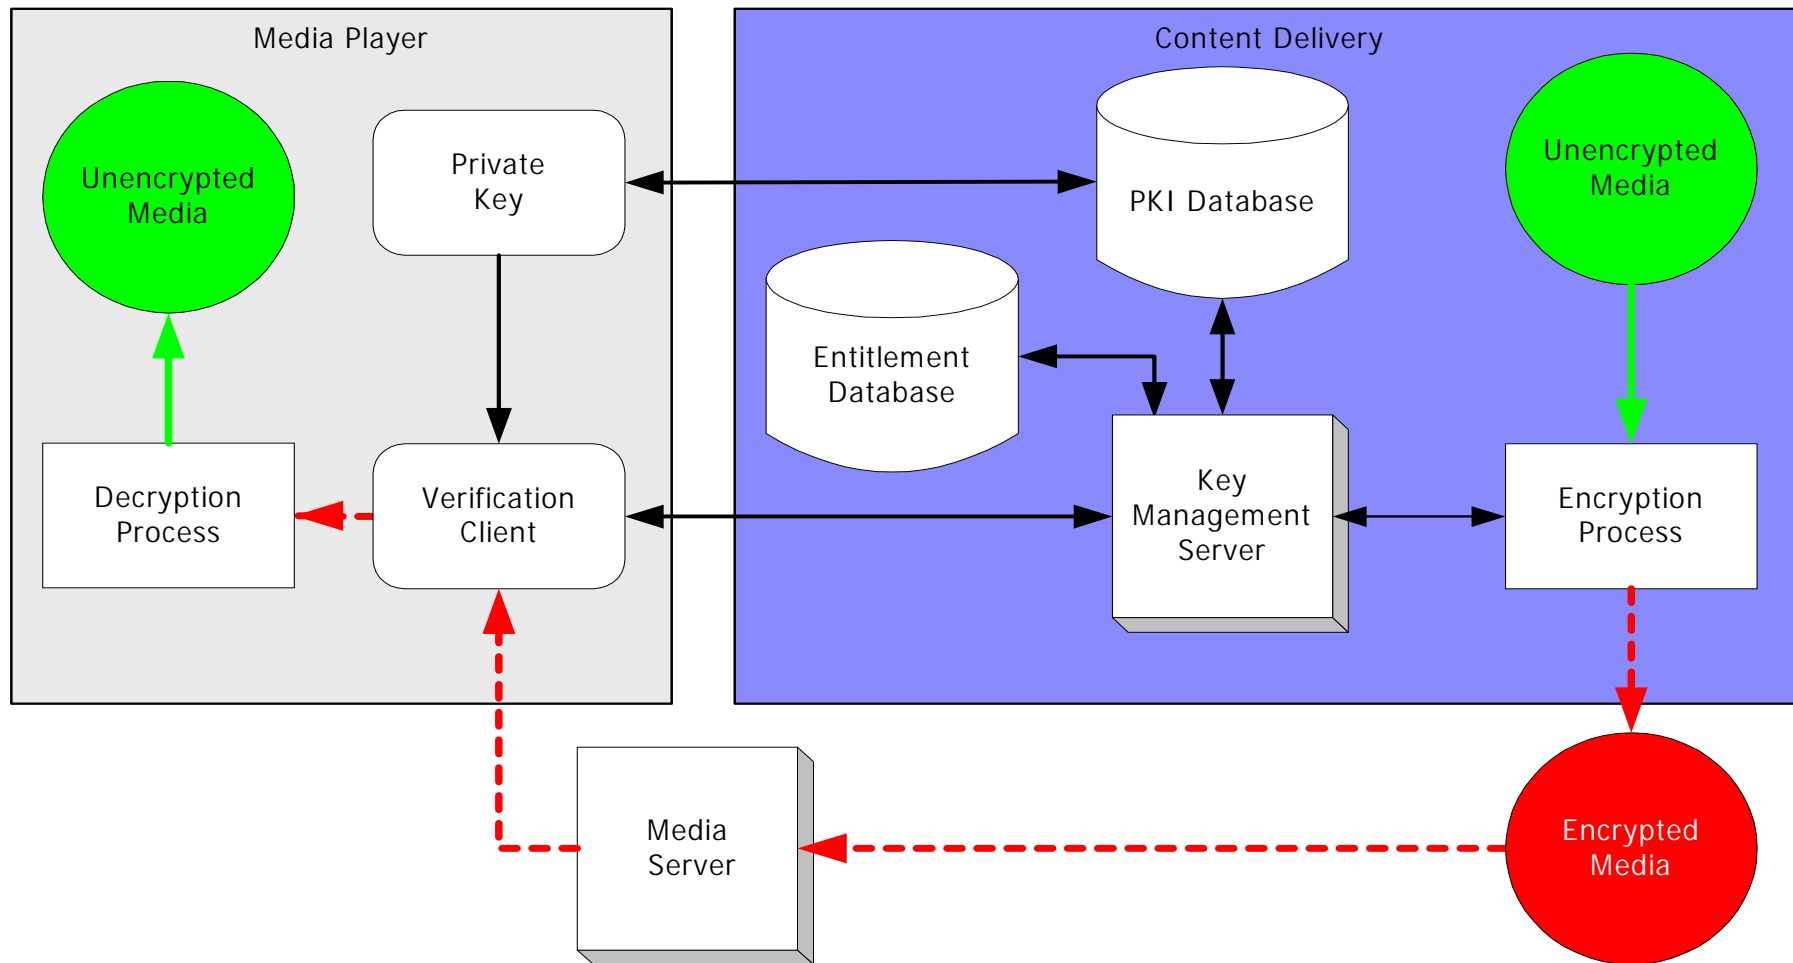 Media Player
Unencrypted
Media
Private
Key
Decryption
Process
Verification
Client
Content Delivery
PKI Database
Unencrypted
Media
Entitlement
Database
Key
Management
Server
Encryption
Process
Media
Server
Encrypted
Media